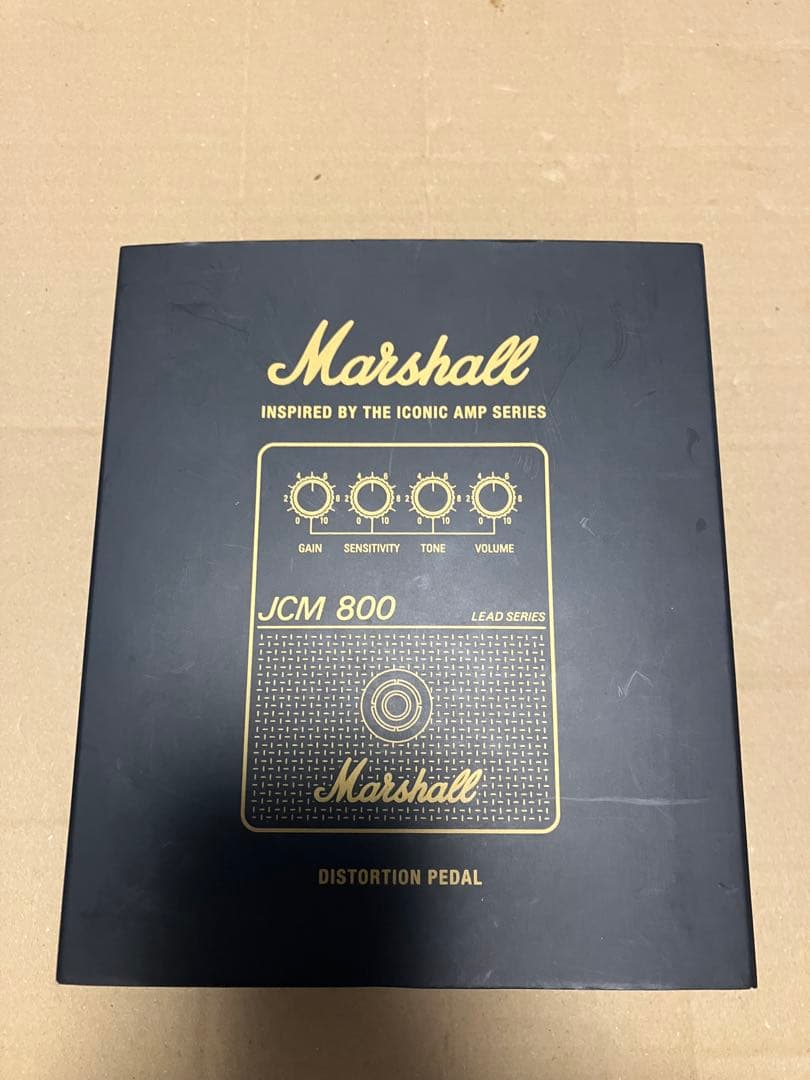 Marshall
INSPIRED BY THE ICONIC AMP SERIES
4 6 4 6 4 6 4 6
2 8 2 8 2 8 2 8
0 10 0 10 0 10 0 10
GAIN SENSITIVITY TONE VOLUME
JCM 800 LEAD SERIES
Marshall
DISTORTION PEDAL